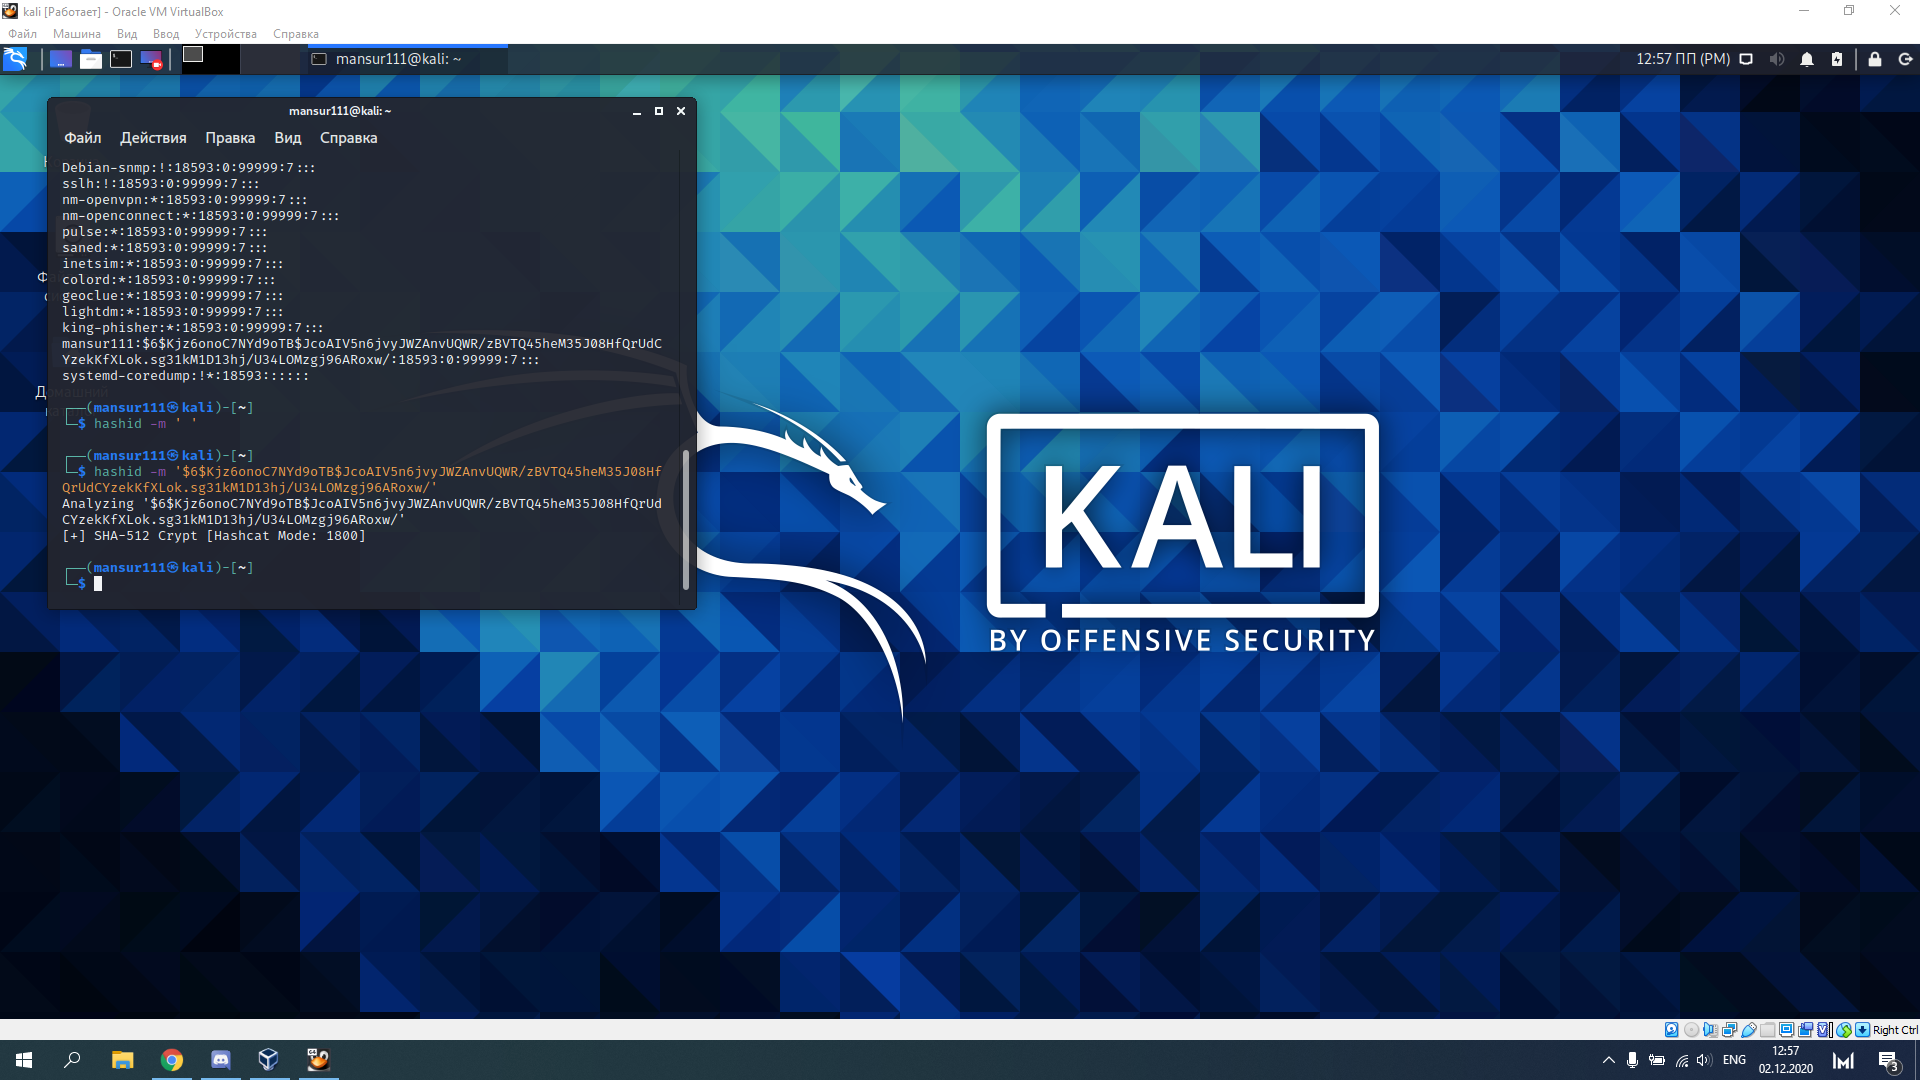 kali [Работает] - Oracle VM VirtualBox
Файл Машина Вид Ввод Устройства Справка
mansur111@kali: ~
12:57 ПП (PM)
mansur111@kali: ~
Файл Действия Правка Вид Справка
Debian-snmp:!:18593:0:99999:7:::
sslh:!:18593:0:99999:7:::
nm-openvpn:*:18593:0:99999:7:::
nm-openconnect:*:18593:0:99999:7:::
pulse:*:18593:0:99999:7:::
saned:*:18593:0:99999:7:::
inetsim:*:18593:0:99999:7:::
colord:*:18593:0:99999:7:::
geoclue:*:18593:0:99999:7:::
lightdm:*:18593:0:99999:7:::
king-phisher:*:18593:0:99999:7:::
mansur111:$6$Kjz6onoC7NYd9oTB$JcoAIV5n6jvyJWZAnvUQWR/zBVTQ45heM35J08HfQrUdC
YzekKfXLok.sg31kM1D13hj/U34LOMzgj96ARoxw/:18593:0:99999:7:::
systemd-coredump:!*:18593::::::
┌──(mansur111㉿kali)-[~]
└─$ hashid -m ' '
┌──(mansur111㉿kali)-[~]
└─$ hashid -m '$6$Kjz6onoC7NYd9oTB$JcoAIV5n6jvyJWZAnvUQWR/zBVTQ45heM35J08Hf
QrUdCYzekKfXLok.sg31kM1D13hj/U34LOMzgj96ARoxw/'
Analyzing '$6$Kjz6onoC7NYd9oTB$JcoAIV5n6jvyJWZAnvUQWR/zBVTQ45heM35J08HfQrUd
CYzekKfXLok.sg31kM1D13hj/U34LOMzgj96ARoxw/'
[+] SHA-512 Crypt [Hashcat Mode: 1800]
┌──(mansur111㉿kali)-[~]
└─$
KALI
BY OFFENSIVE SECURITY
Right Ctrl
ENG
12:57
02.12.2020
3